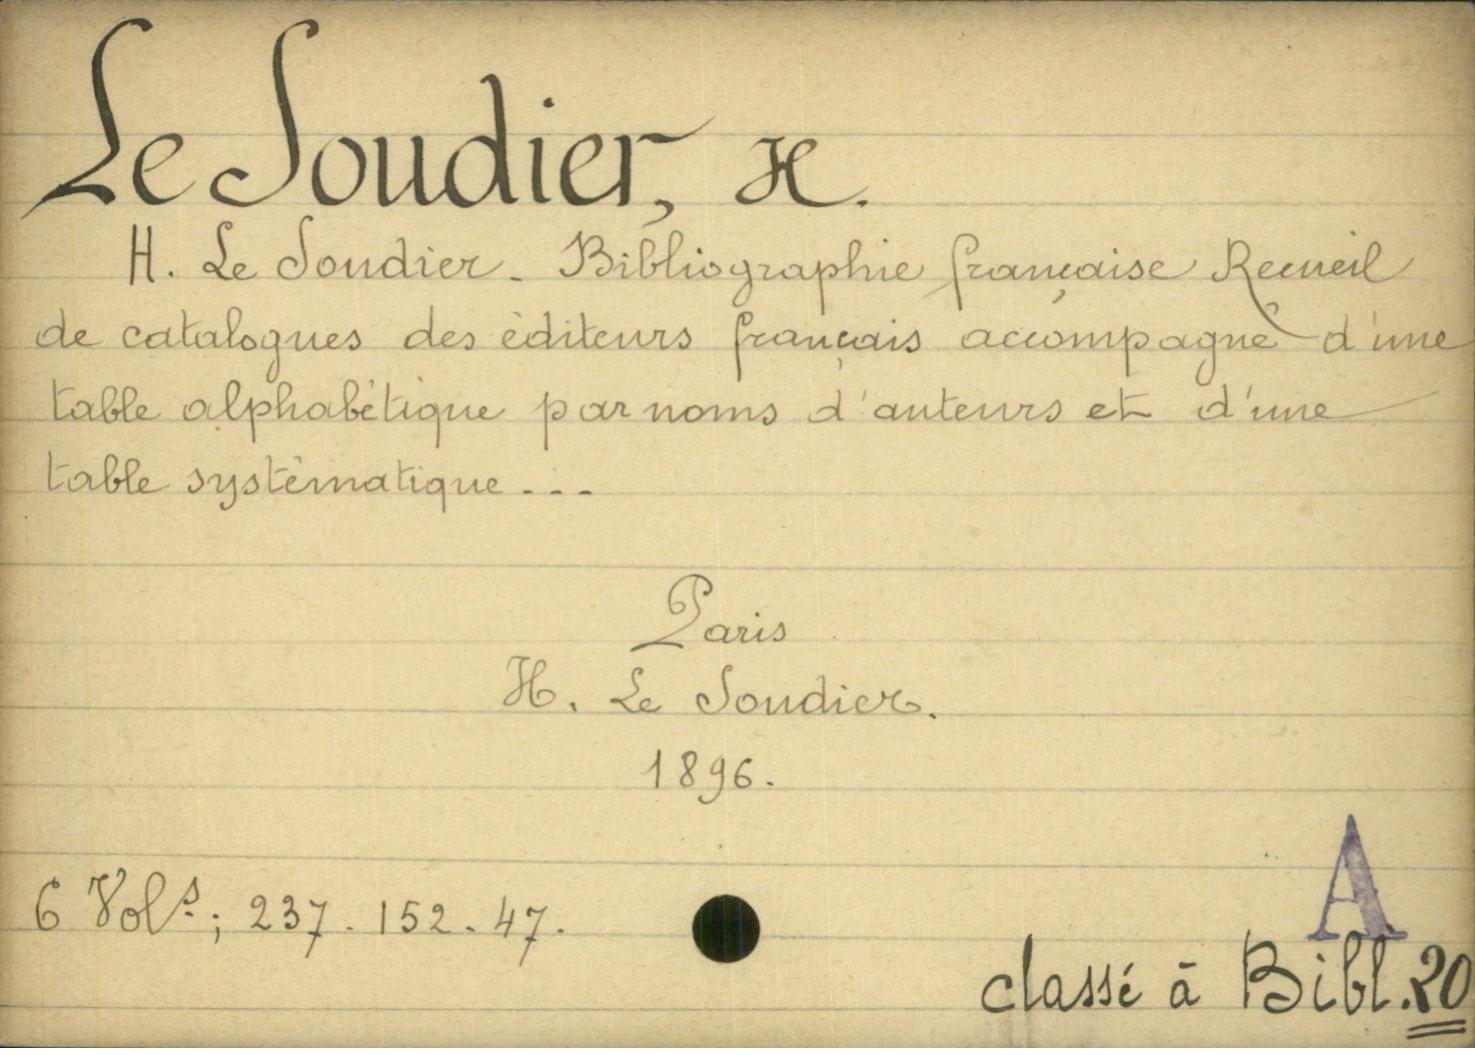 Le Soudier, H.
H. Le Soudier - Bibliographie française Recueil
de catalogues des éditeurs français accompagné d'une
table alphabétique par noms d'auteurs et d'une
table systématique ...
Paris
H. Le Soudier.
1896.
6 Vols.; 237. 152. 47.
A
classé à Bibl. 20